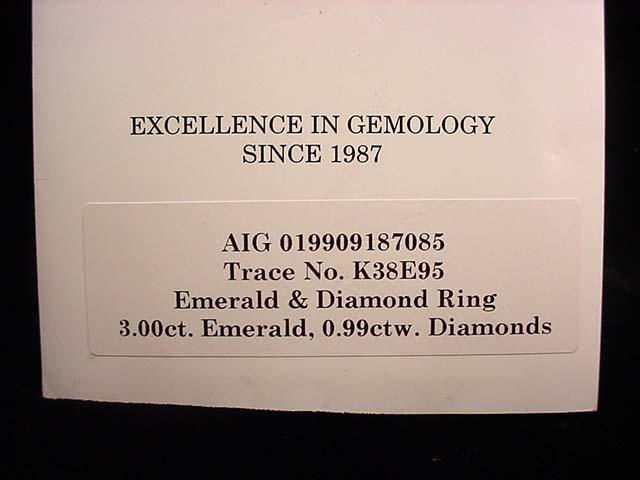 EXCELLENCE IN GEMOLOGY
SINCE 1987
AIG 019909187085
Trace No. K38E95
Emerald & Diamond Ring
3.00ct. Emerald, 0.99ctw. Diamonds